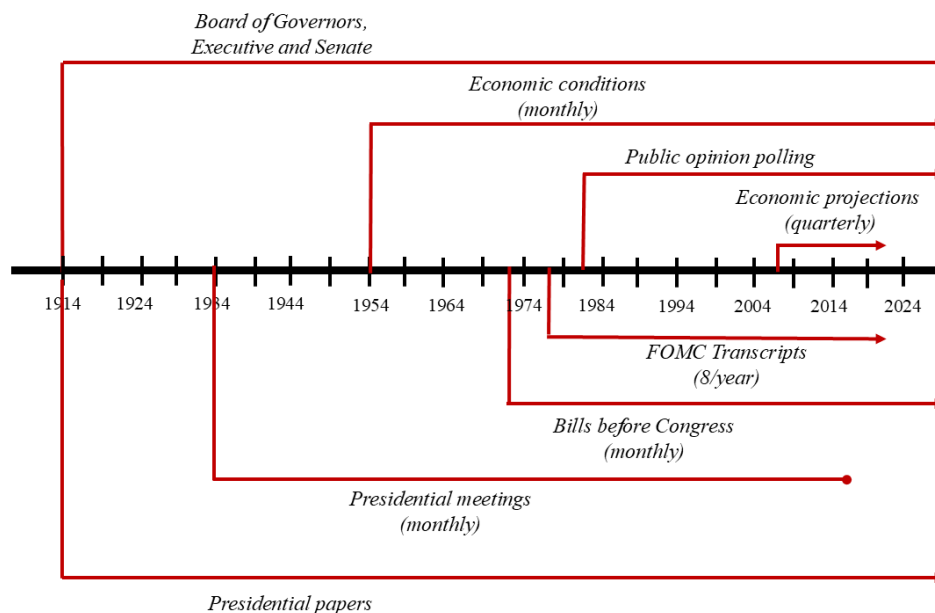 Board of Governors,
Executive and Senate
Economic conditions
(monthly)
Public opinion polling
Economic projections
(quarterly)
1914 1924 1934 1944 1954 1964 1974 1984 1994 2004 2014 2024
FOMC Transcripts
(8/year)
Bills before Congress
(monthly)
Presidential meetings
(monthly)
Presidential papers